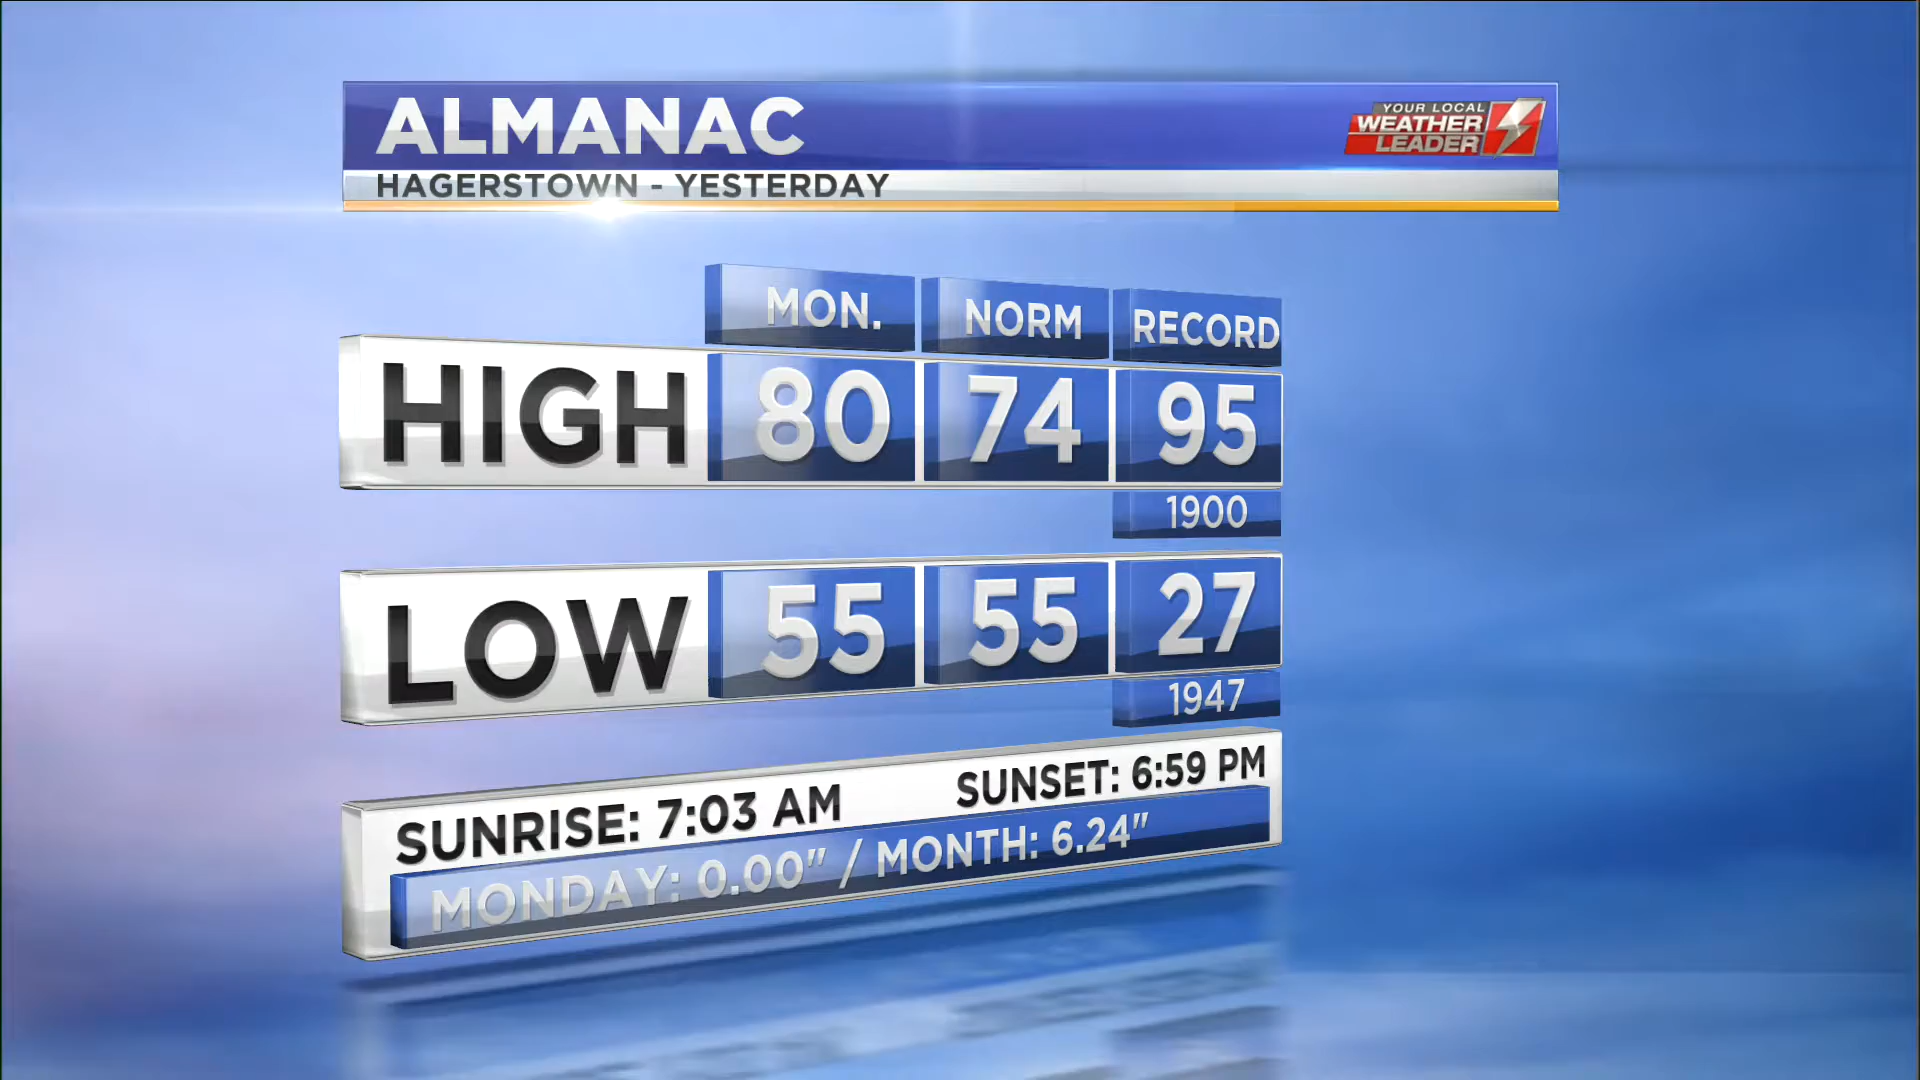 ALMANAC
YOUR LOCAL
WEATHER
LEADER
HAGERSTOWN - YESTERDAY
MON. NORM RECORD
HIGH 80 74 95
1900
LOW 55 55 27
1947
SUNRISE: 7:03 AM SUNSET: 6:59 PM
MONDAY: 0.00" / MONTH: 6.24"